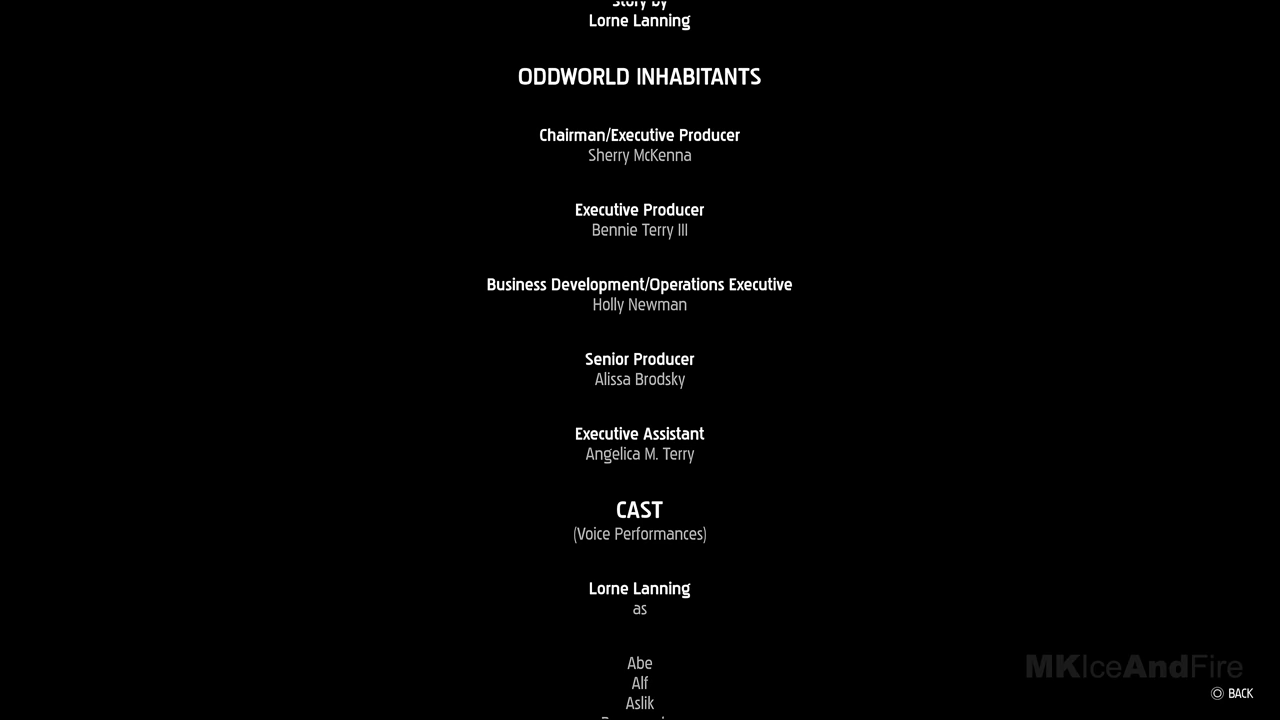 Story by
Lorne Lanning
ODDWORLD INHABITANTS
Chairman/Executive Producer
Sherry McKenna
Executive Producer
Bennie Terry III
Business Development/Operations Executive
Holly Newman
Senior Producer
Alissa Brodsky
Executive Assistant
Angelica M. Terry
CAST
(Voice Performances)
Lorne Lanning
as
Abe
Alf
Aslik
MKIceAndFire
BACK